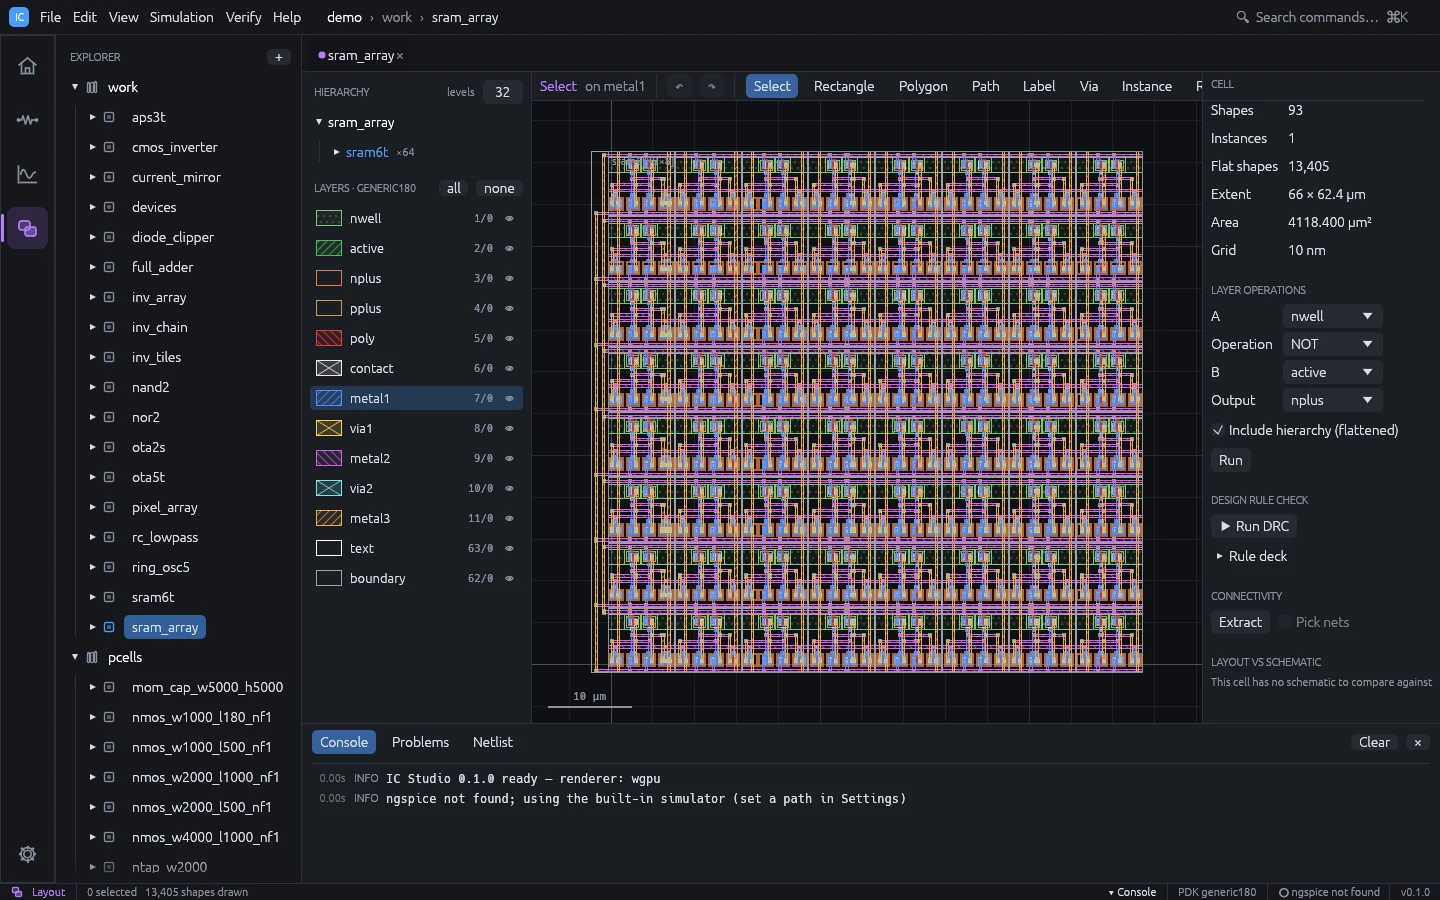 IC File Edit View Simulation Verify Help demo › work › sram_array Search commands... ⌘K
EXPLORER +
work
aps3t
cmos_inverter
current_mirror
devices
diode_clipper
full_adder
inv_array
inv_chain
inv_tiles
nand2
nor2
ota2s
ota5t
pixel_array
rc_lowpass
ring_osc5
sram6t
sram_array
pcells
mom_cap_w5000_h5000
nmos_w1000_l180_nf1
nmos_w1000_l500_nf1
nmos_w2000_l1000_nf1
nmos_w2000_l500_nf1
nmos_w4000_l1000_nf1
ntap_w2000
sram_array ×
HIERARCHY levels 32
sram_array
sram6t ×64
LAYERS · GENERIC180 all none
nwell 1/0
active 2/0
nplus 3/0
pplus 4/0
poly 5/0
contact 6/0
metal1 7/0
via1 8/0
metal2 9/0
via2 10/0
metal3 11/0
text 63/0
boundary 62/0
Select on metal1 Select Rectangle Polygon Path Label Via Instance R
10 µm
CELL
Shapes 93
Instances 1
Flat shapes 13,405
Extent 66 × 62.4 µm
Area 4118.400 µm²
Grid 10 nm
LAYER OPERATIONS
A nwell
Operation NOT
B active
Output nplus
Include hierarchy (flattened)
Run
DESIGN RULE CHECK
Run DRC
Rule deck
CONNECTIVITY
Extract Pick nets
LAYOUT VS SCHEMATIC
This cell has no schematic to compare against
Console Problems Netlist Clear ×
0.00s INFO IC Studio 0.1.0 ready — renderer: wgpu
0.00s INFO ngspice not found; using the built-in simulator (set a path in Settings)
Layout 0 selected 13,405 shapes drawn Console PDK generic180 ngspice not found v0.1.0